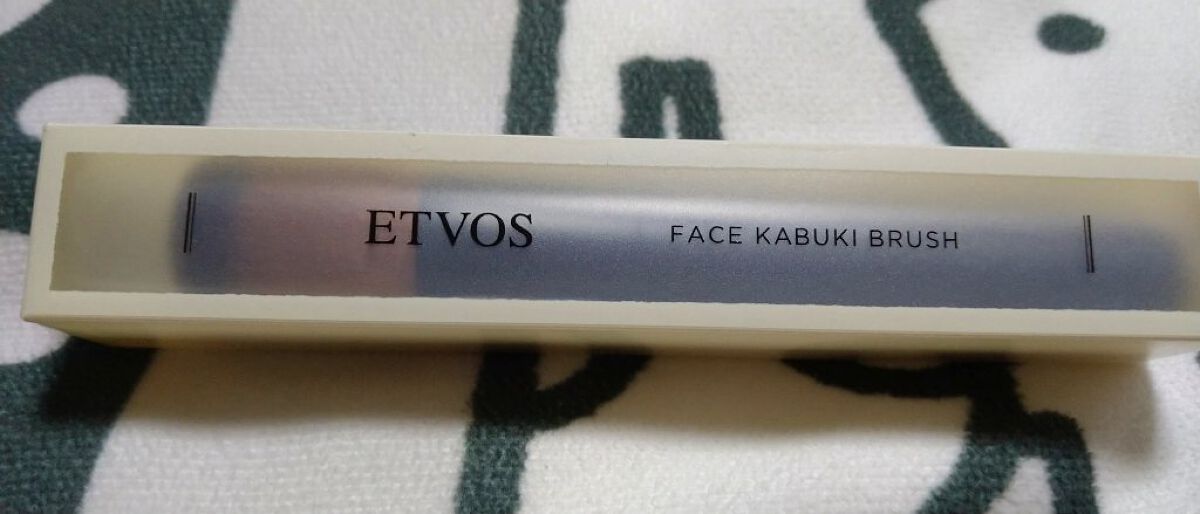 ETVOS FACE KABUKI BRUSH